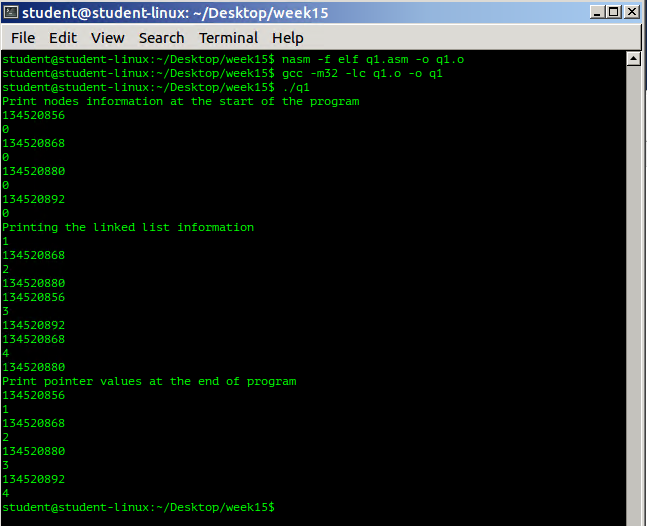 student@student-linux: ~/Desktop/week15
File Edit View Search Terminal Help
student@student-linux:~/Desktop/week15$ nasm -f elf q1.asm -o q1.o
student@student-linux:~/Desktop/week15$ gcc -m32 -lc q1.o -o q1
student@student-linux:~/Desktop/week15$ ./q1
Print nodes information at the start of the program
134520856
0
134520868
0
134520880
0
134520892
0
Printing the linked list information
1
134520868
2
134520880
134520856
3
134520892
134520868
4
134520880
Print pointer values at the end of program
134520856
1
134520868
2
134520880
3
134520892
4
student@student-linux:~/Desktop/week15$